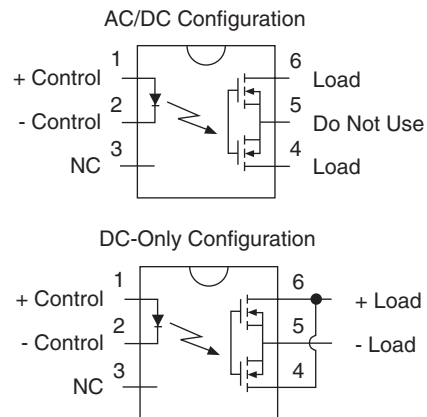 AC/DC Configuration
1
6
+ Control
Load
2
5
- Control
Do Not Use
3
4
NC
Load
DC-Only Configuration
1
6
+ Control
+ Load
2
5
- Control
- Load
3
4
NC